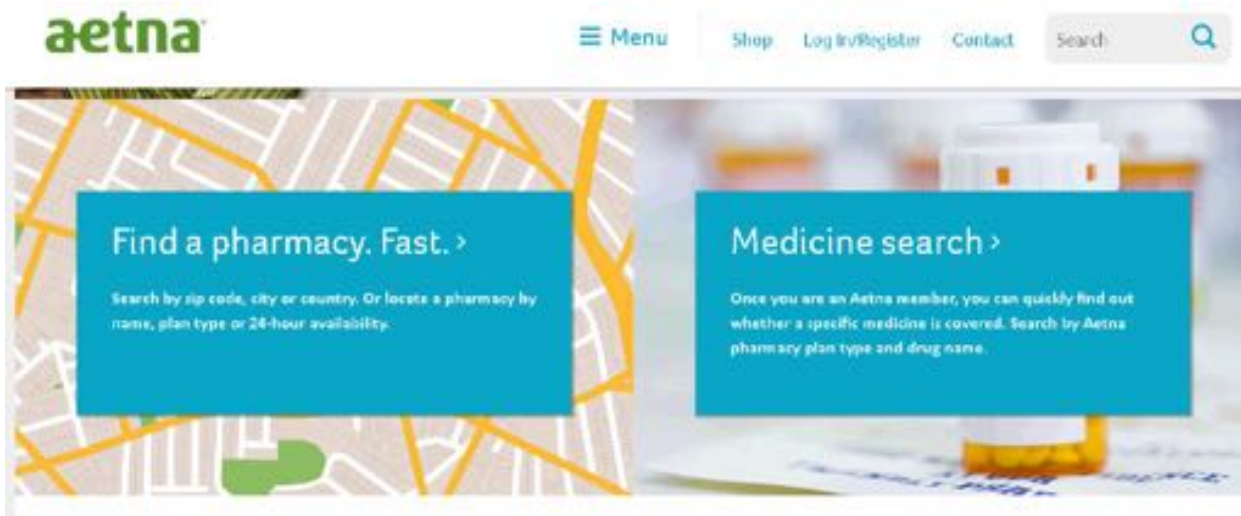 aetna
Menu
Shop
Log In/Register
Contact
Search
Find a pharmacy. Fast. >
Search by zip code, city or country. Or locate a pharmacy by
name, plan type or 24-hour availability.
Medicine search >
Once you are an Aetna member, you can quickly find out
whether a specific medicine is covered. Search by Aetna
pharmacy plan type and drug name.